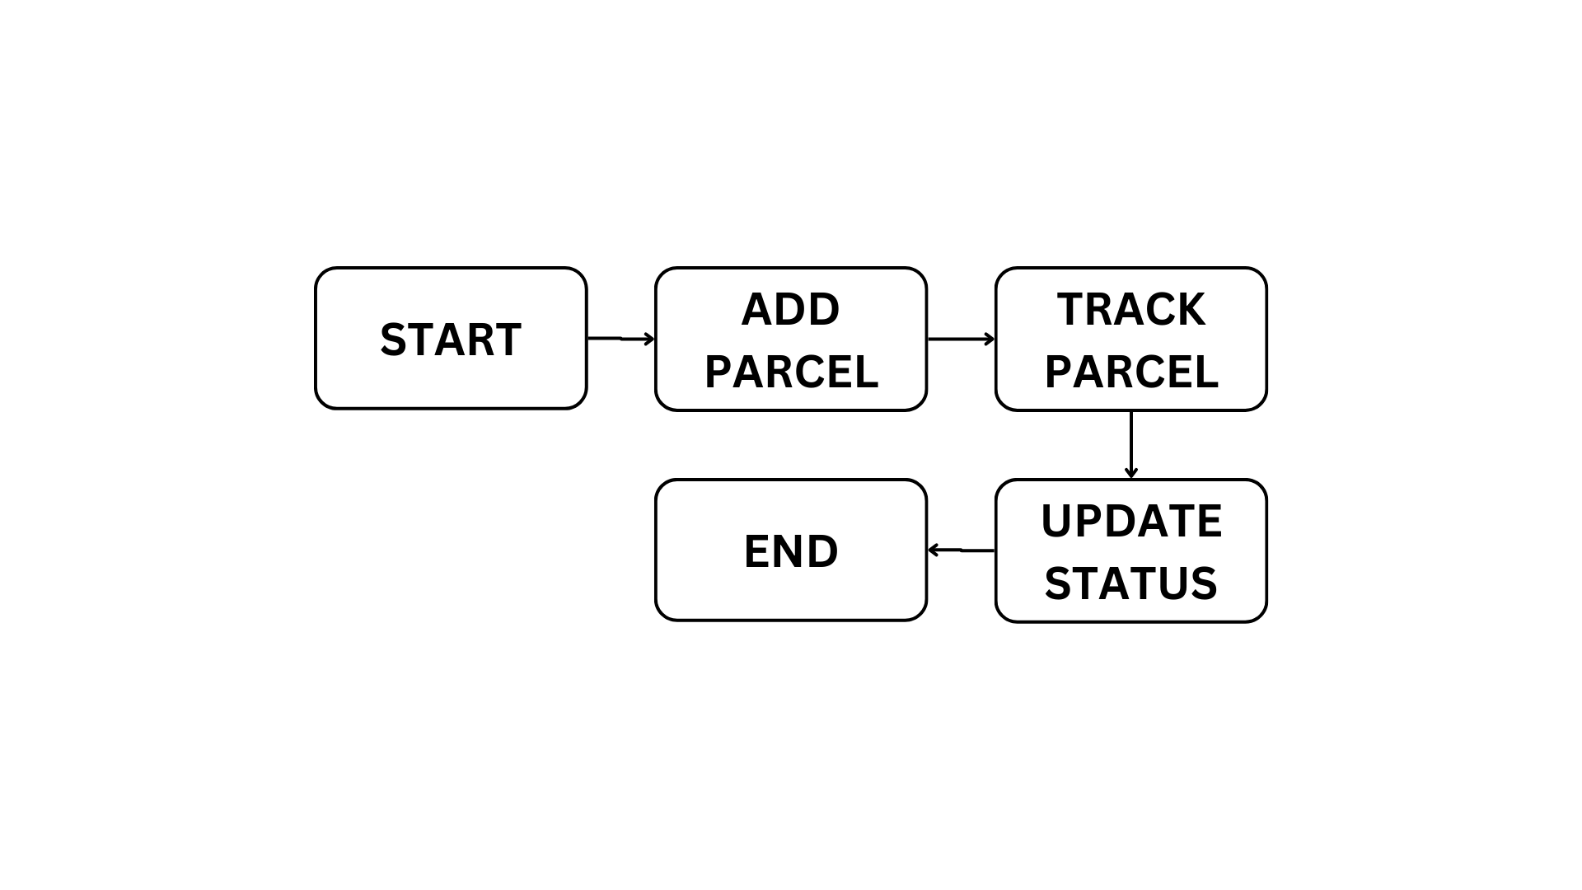 START
ADD
PARCEL
TRACK
PARCEL
UPDATE
STATUS
END